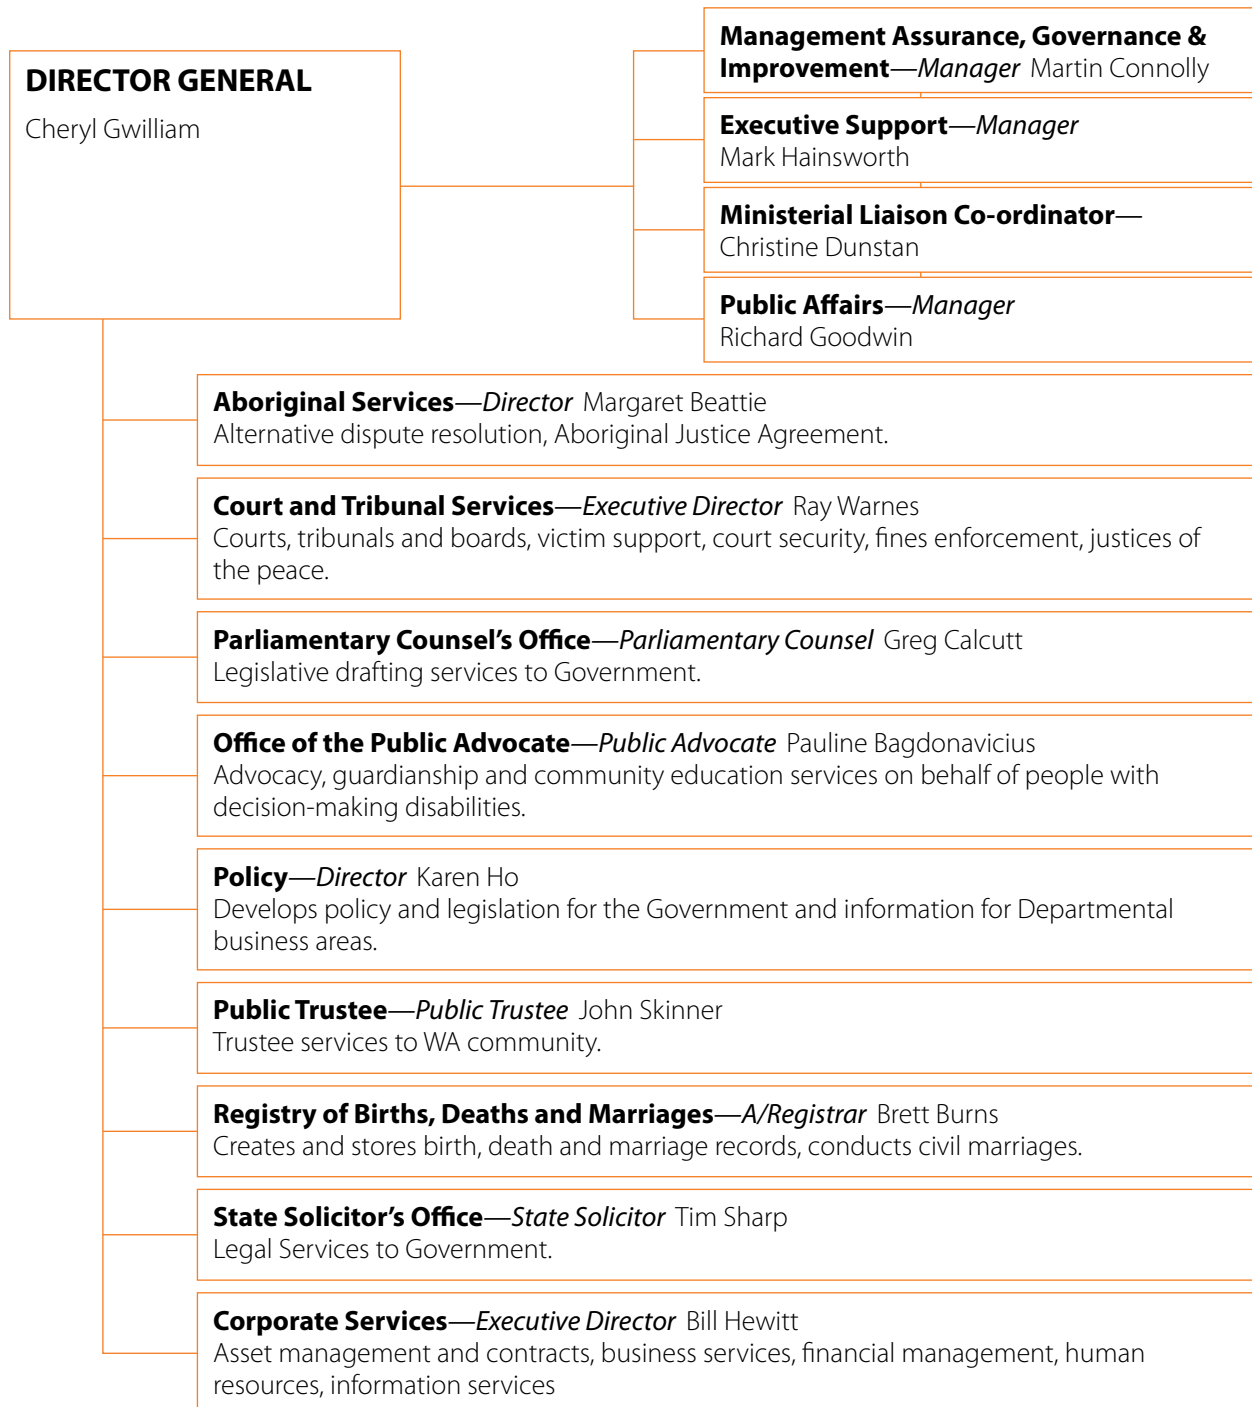 DIRECTOR GENERAL
Cheryl Gwilliam
Management Assurance, Governance &
Improvement—Manager Martin Connolly
Executive Support—Manager
Mark Hainsworth
Ministerial Liaison Co-ordinator—
Christine Dunstan
Public Affairs—Manager
Richard Goodwin
Aboriginal Services—Director Margaret Beattie
Alternative dispute resolution, Aboriginal Justice Agreement.
Court and Tribunal Services—Executive Director Ray Warnes
Courts, tribunals and boards, victim support, court security, fines enforcement, justices of
the peace.
Parliamentary Counsel’s Office—Parliamentary Counsel Greg Calcutt
Legislative drafting services to Government.
Office of the Public Advocate—Public Advocate Pauline Bagdonavicius
Advocacy, guardianship and community education services on behalf of people with
decision-making disabilities.
Policy—Director Karen Ho
Develops policy and legislation for the Government and information for Departmental
business areas.
Public Trustee—Public Trustee John Skinner
Trustee services to WA community.
Registry of Births, Deaths and Marriages—A/Registrar Brett Burns
Creates and stores birth, death and marriage records, conducts civil marriages.
State Solicitor’s Office—State Solicitor Tim Sharp
Legal Services to Government.
Corporate Services—Executive Director Bill Hewitt
Asset management and contracts, business services, financial management, human
resources, information services